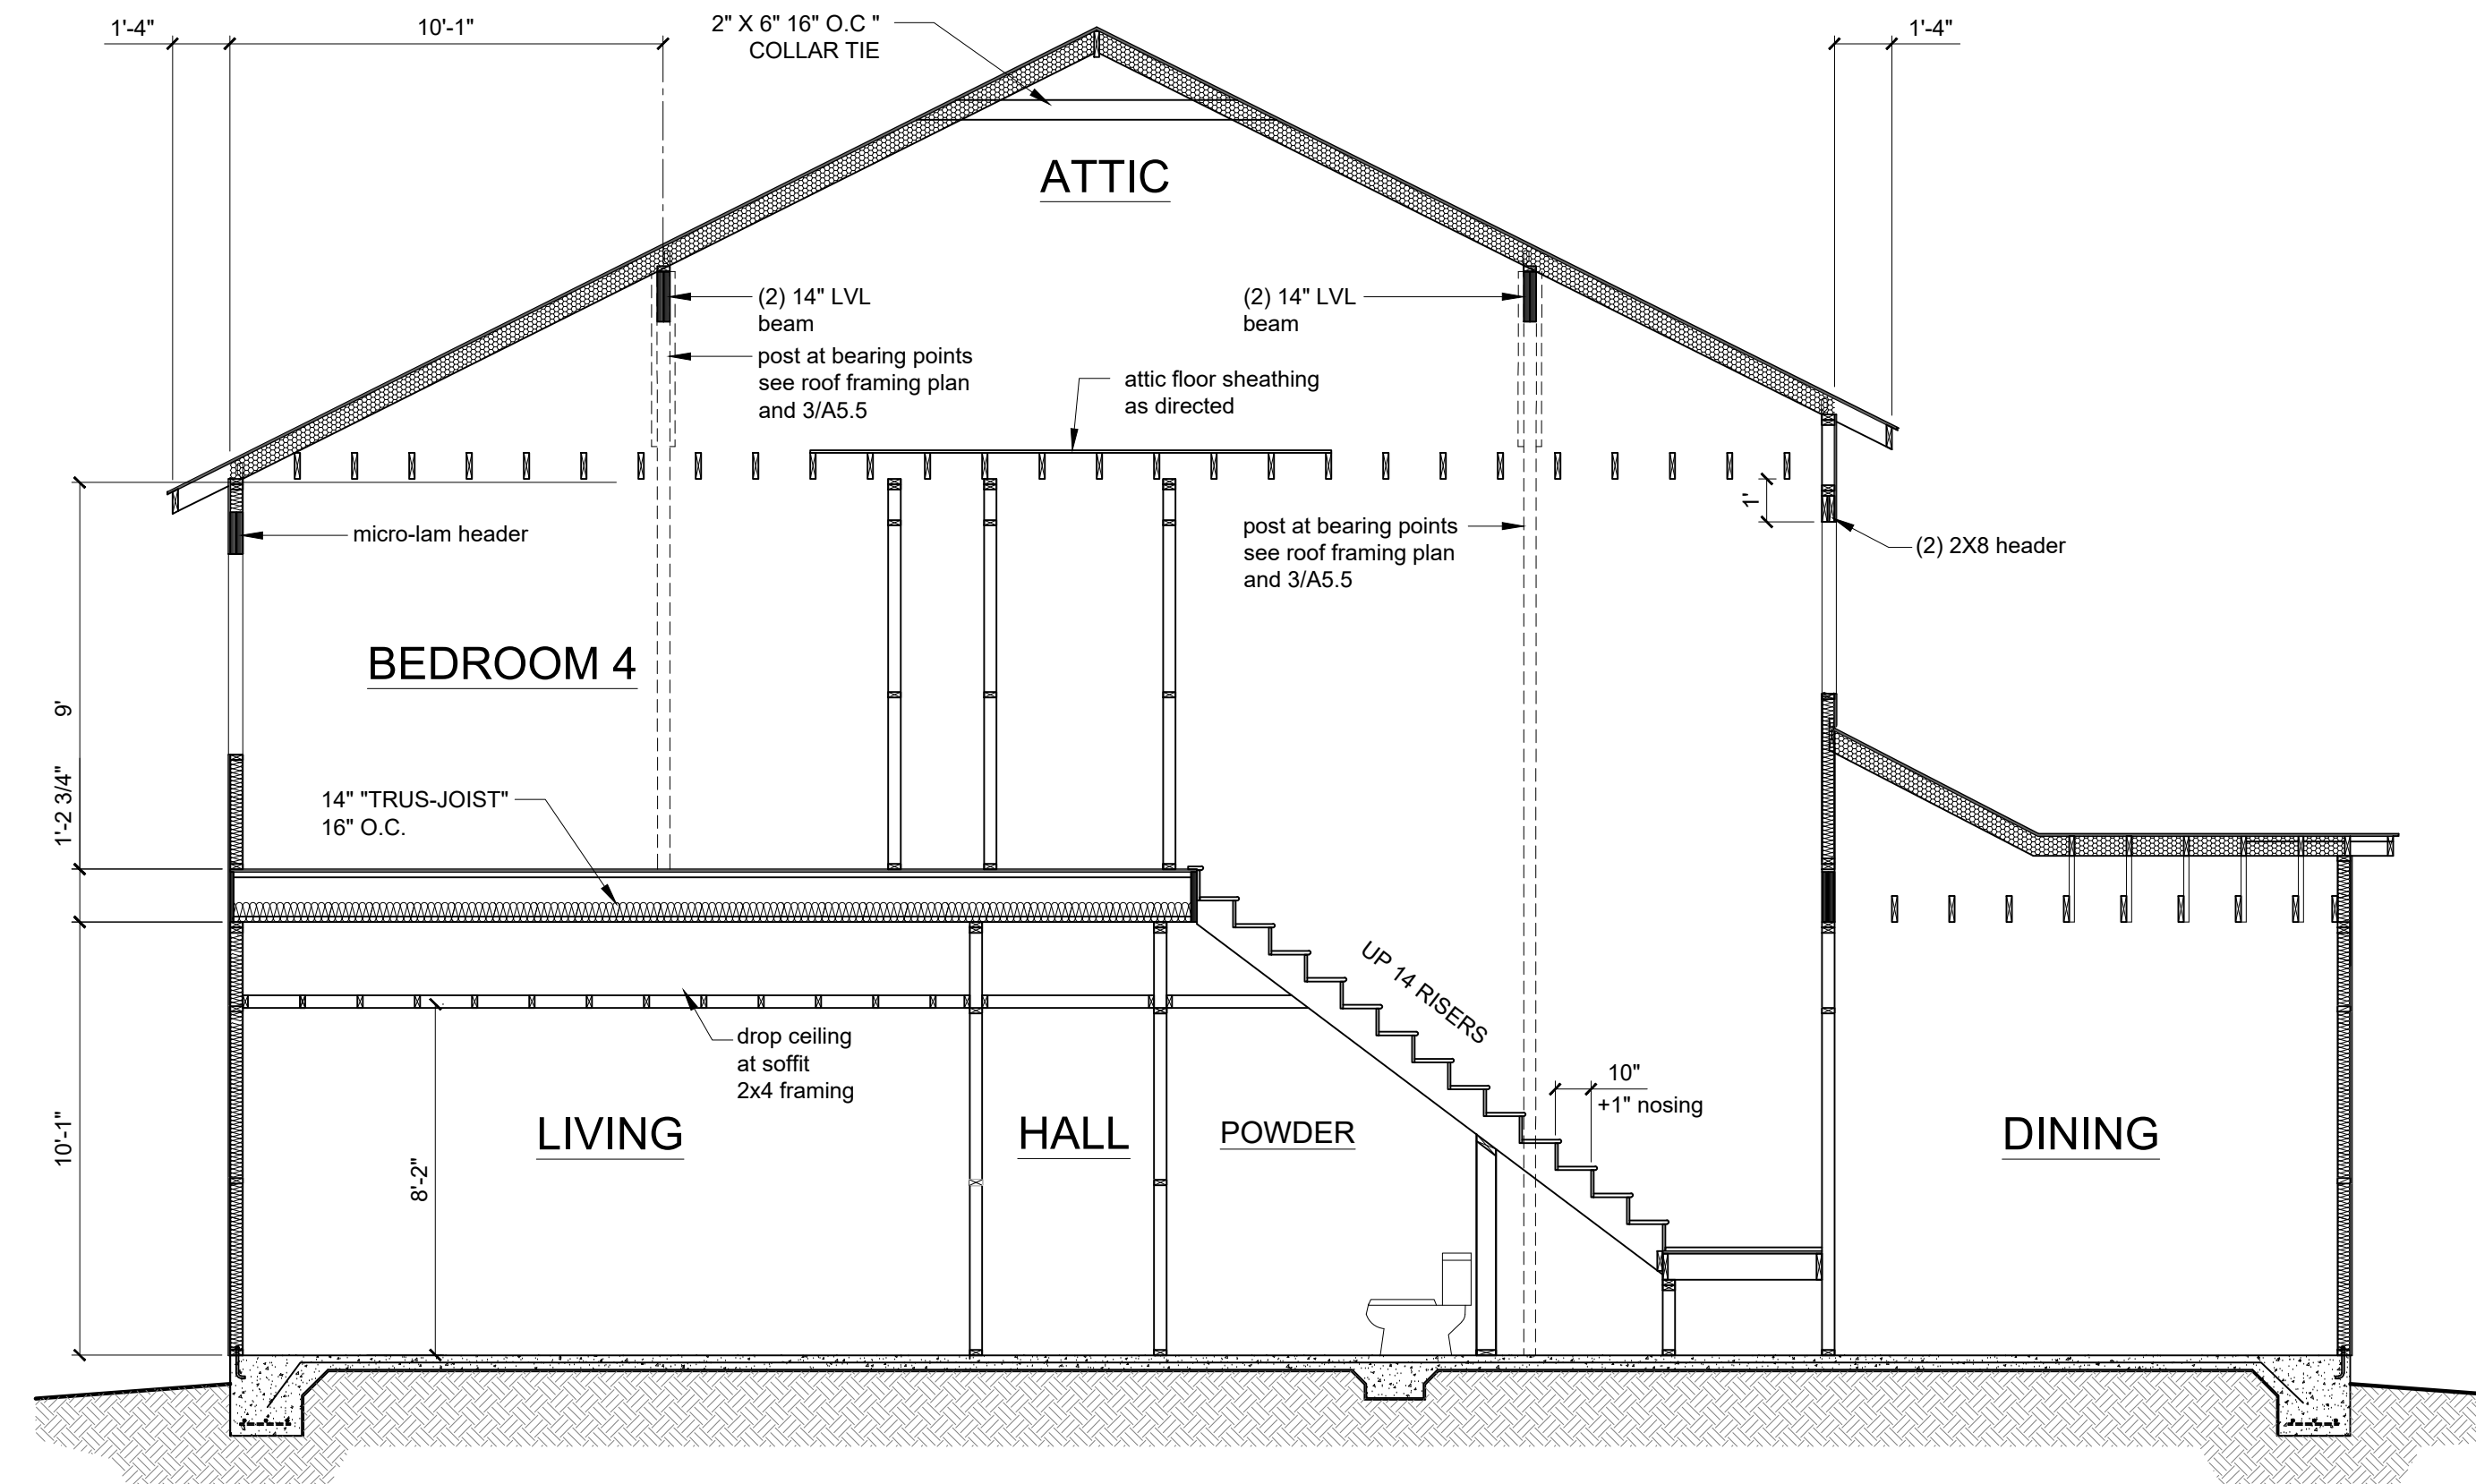 1'-4"
10'-1"
2" X 6" 16" O.C "
COLLAR TIE
1'-4"
ATTIC
(2) 14" LVL
beam
(2) 14" LVL
beam
post at bearing points
see roof framing plan
and 3/A5.5
attic floor sheathing
as directed
1'
micro-lam header
post at bearing points
see roof framing plan
and 3/A5.5
(2) 2X8 header
BEDROOM 4
9'
1'-2 3/4"
14" "TRUS-JOIST"
16" O.C.
UP 14 RISERS
drop ceiling
at soffit
2x4 framing
10"
+1" nosing
10'-1"
8'-2"
LIVING
HALL
POWDER
DINING